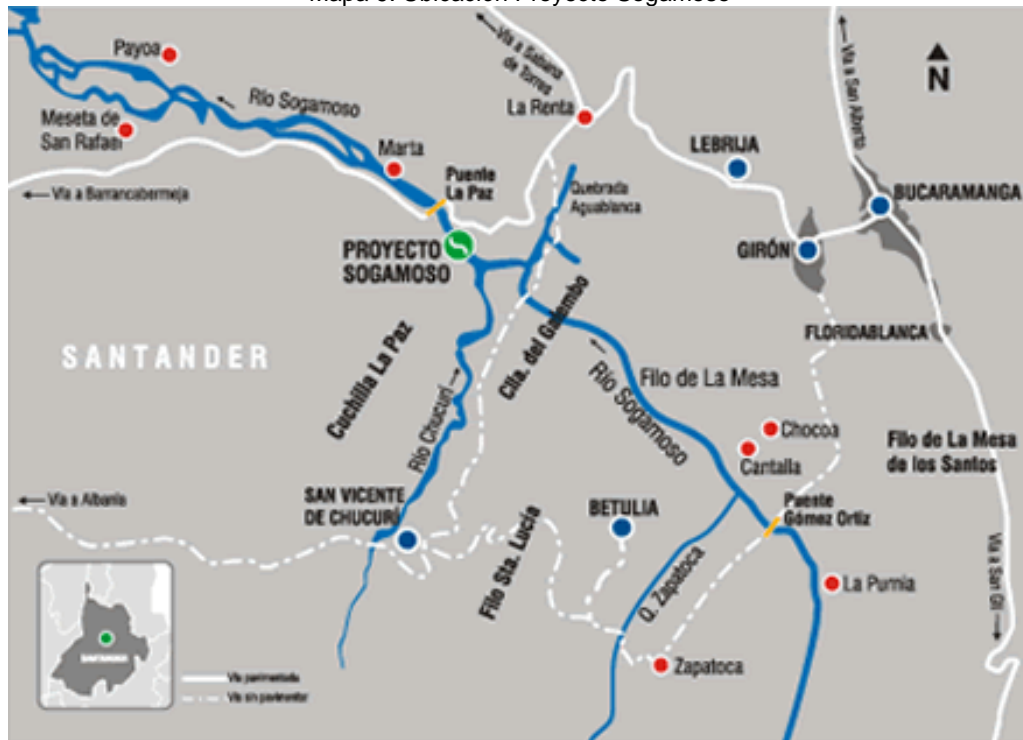 Mapa 6. Ubicación Proyecto Sogamoso
Payoa
Río Sogamoso
Vía a Sabana
de Torres
La Renta
Vía a San Alberto
N
Meseta de
San Rafael
Marta
Puente
La Paz
LEBRIJA
Vía a Barrancabermeja
Quebrada
Aguablanca
BUCARAMANGA
PROYECTO
SOGAMOSO
GIRÓN
SANTANDER
Cuchilla La Paz
Río Chucurí
Clla. del
FLORIDABLANCA
Filo de La Mesa
Río Sogamoso
Chocoa
Cantalla
Filo de La Mesa
de los Santos
Vía a Albania
SAN VICENTE
DE CHUCURÍ
Filo Sta. Lucía
BETULIA
Puente
Gómez Ortiz
Q. Zapatoca
La Purnia
Vía a San Gil
Zapatoca
SANTANDER
Vía pavimentada
Vía sin pavimentar